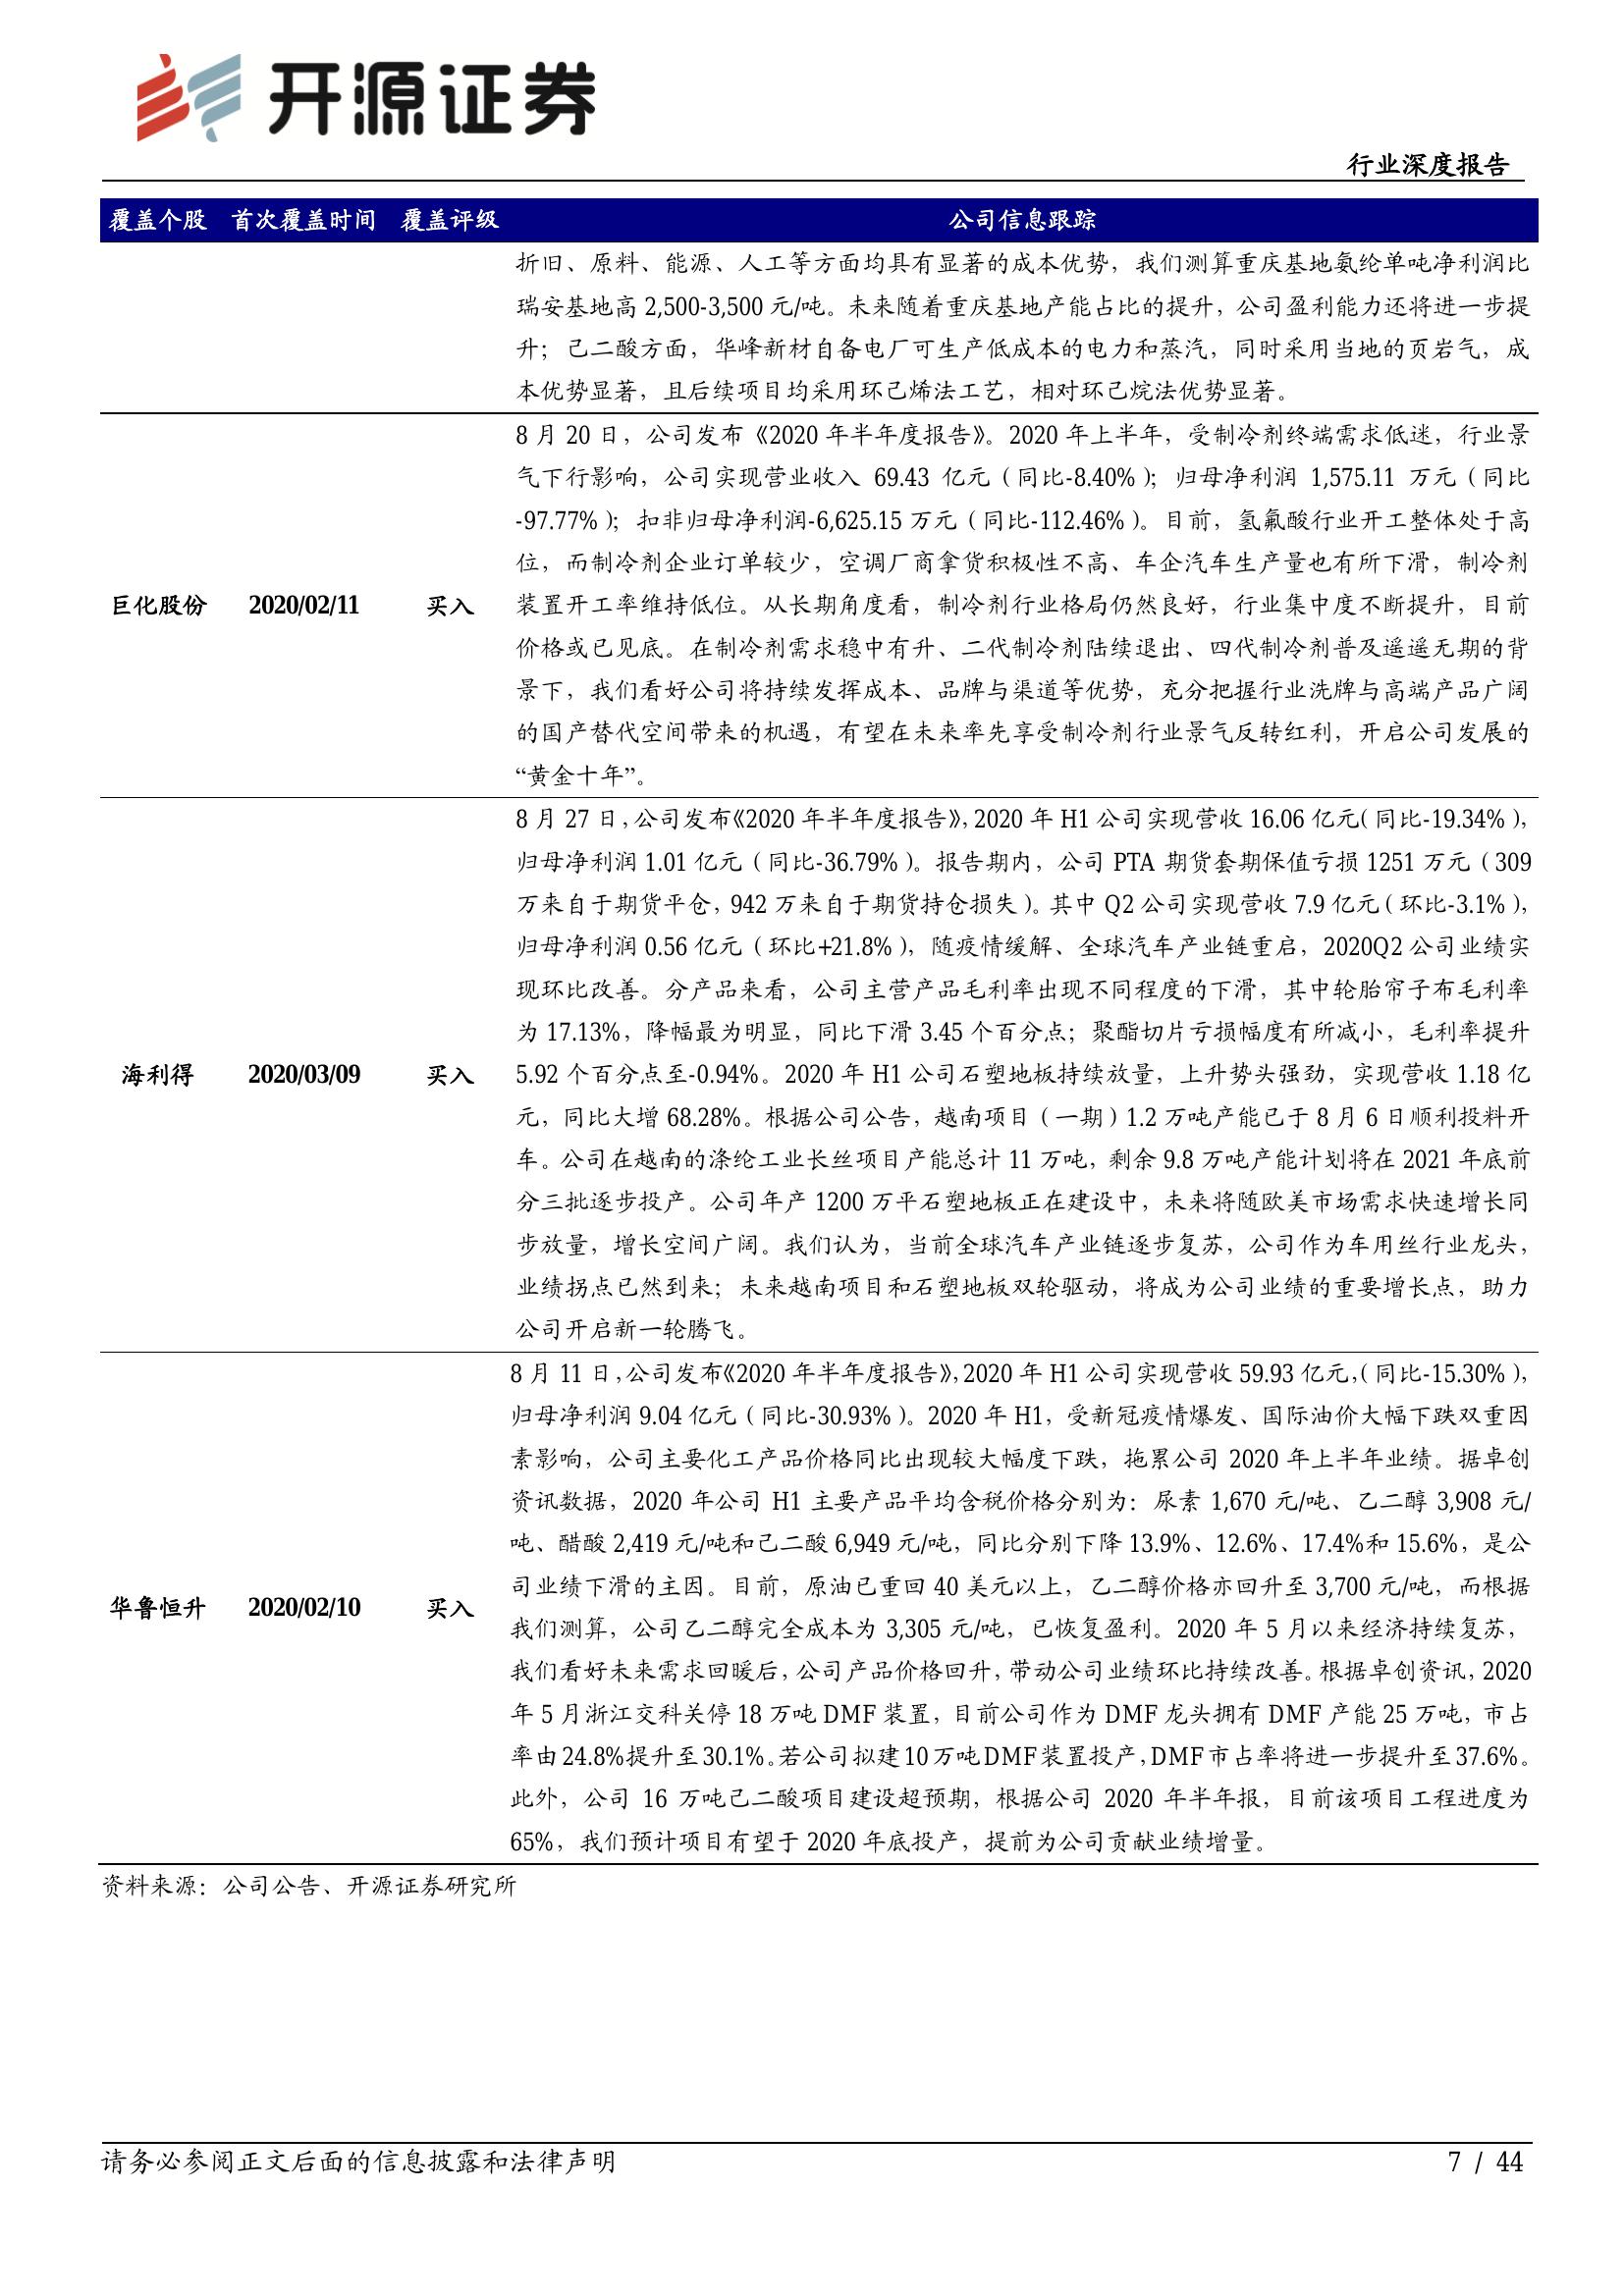 开源证券
行业深度报告
覆盖个股 首次覆盖时间 覆盖评级 公司信息跟踪
折旧、原料、能源、人工等方面均具有显著的成本优势，我们测算重庆基地氨纶单吨净利润比
瑞安基地高 2,500-3,500 元/吨。未来随着重庆基地产能占比的提升，公司盈利能力还将进一步提
升；己二酸方面，华峰新材自备电厂可生产低成本的电力和蒸汽，同时采用当地的页岩气，成
本优势显著，且后续项目均采用环己烯法工艺，相对环己烷法优势显著。
8 月 20 日，公司发布《2020 年半年度报告》。2020 年上半年，受制冷剂终端需求低迷，行业景
气下行影响，公司实现营业收入 69.43 亿元（同比-8.40%）；归母净利润 1,575.11 万元（同比
-97.77%）；扣非归母净利润-6,625.15 万元（同比-112.46%）。目前，氢氟酸行业开工整体处于高
位，而制冷剂企业订单较少，空调厂商拿货积极性不高、车企汽车生产量也有所下滑，制冷剂
巨化股份 2020/02/11 买入 装置开工率维持低位。从长期角度看，制冷剂行业格局仍然良好，行业集中度不断提升，目前
价格或已见底。在制冷剂需求稳中有升、二代制冷剂陆续退出、四代制冷剂普及遥遥无期的背
景下，我们看好公司将持续发挥成本、品牌与渠道等优势，充分把握行业洗牌与高端产品广阔
的国产替代空间带来的机遇，有望在未来率先享受制冷剂行业景气反转红利，开启公司发展的
“黄金十年”。
8 月 27 日，公司发布《2020 年半年度报告》，2020 年 H1 公司实现营收 16.06 亿元（同比-19.34%），
归母净利润 1.01 亿元（同比-36.79%）。报告期内，公司 PTA 期货套期保值亏损 1251 万元（309
万来自于期货平仓，942 万来自于期货持仓损失）。其中 Q2 公司实现营收 7.9 亿元（环比-3.1%），
归母净利润 0.56 亿元（环比+21.8%），随疫情缓解、全球汽车产业链重启，2020Q2 公司业绩实
现环比改善。分产品来看，公司主营产品毛利率出现不同程度的下滑，其中轮胎帘子布毛利率
为 17.13%，降幅最为明显，同比下滑 3.45 个百分点；聚酯切片亏损幅度有所减小，毛利率提升
海利得 2020/03/09 买入 5.92 个百分点至-0.94%。2020 年 H1 公司石塑地板持续放量，上升势头强劲，实现营收 1.18 亿
元，同比大增 68.28%。根据公司公告，越南项目（一期）1.2 万吨产能已于 8 月 6 日顺利投料开
车。公司在越南的涤纶工业长丝项目产能总计 11 万吨，剩余 9.8 万吨产能计划将在 2021 年底前
分三批逐步投产。公司年产 1200 万平石塑地板正在建设中，未来将随欧美市场需求快速增长同
步放量，增长空间广阔。我们认为，当前全球汽车产业链逐步复苏，公司作为车用丝行业龙头，
业绩拐点已然到来；未来越南项目和石塑地板双轮驱动，将成为公司业绩的重要增长点，助力
公司开启新一轮腾飞。
8 月 11 日，公司发布《2020 年半年度报告》，2020 年 H1 公司实现营收 59.93 亿元，（同比-15.30%），
归母净利润 9.04 亿元（同比-30.93%）。2020 年 H1，受新冠疫情爆发、国际油价大幅下跌双重因
素影响，公司主要化工产品价格同比出现较大幅度下跌，拖累公司 2020 年上半年业绩。据卓创
资讯数据，2020 年公司 H1 主要产品平均含税价格分别为：尿素 1,670 元/吨、乙二醇 3,908 元/
吨、醋酸 2,419 元/吨和己二酸 6,949 元/吨，同比分别下降 13.9%、12.6%、17.4%和 15.6%，是公
华鲁恒升 2020/02/10 买入 司业绩下滑的主因。目前，原油已重回 40 美元以上，乙二醇价格亦回升至 3,700 元/吨，而根据
我们测算，公司乙二醇完全成本为 3,305 元/吨，已恢复盈利。2020 年 5 月以来经济持续复苏，
我们看好未来需求回暖后，公司产品价格回升，带动公司业绩环比持续改善。根据卓创资讯，2020
年 5 月浙江交科关停 18 万吨 DMF 装置，目前公司作为 DMF 龙头拥有 DMF 产能 25 万吨，市占
率由 24.8%提升至 30.1%。若公司拟建 10 万吨 DMF 装置投产，DMF 市占率将进一步提升至 37.6%。
此外，公司 16 万吨己二酸项目建设超预期，根据公司 2020 年半年报，目前该项目工程进度为
65%，我们预计项目有望于 2020 年底投产，提前为公司贡献业绩增量。
资料来源：公司公告、开源证券研究所
请务必参阅正文后面的信息披露和法律声明 7 / 44